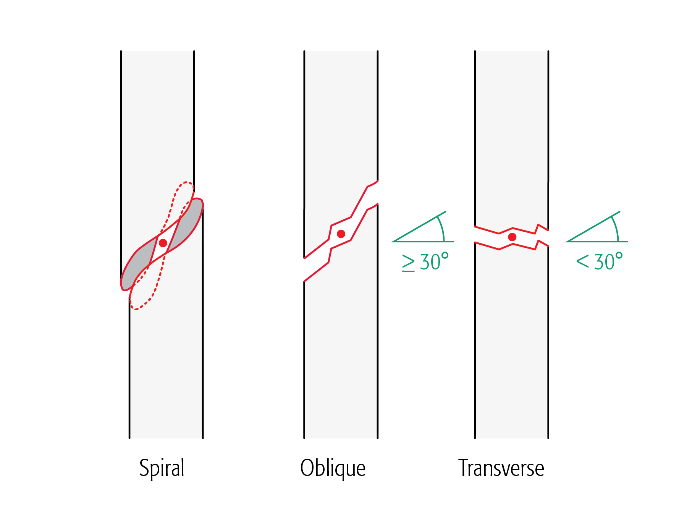 ≥ 30°
< 30°
Spiral
Oblique
Transverse